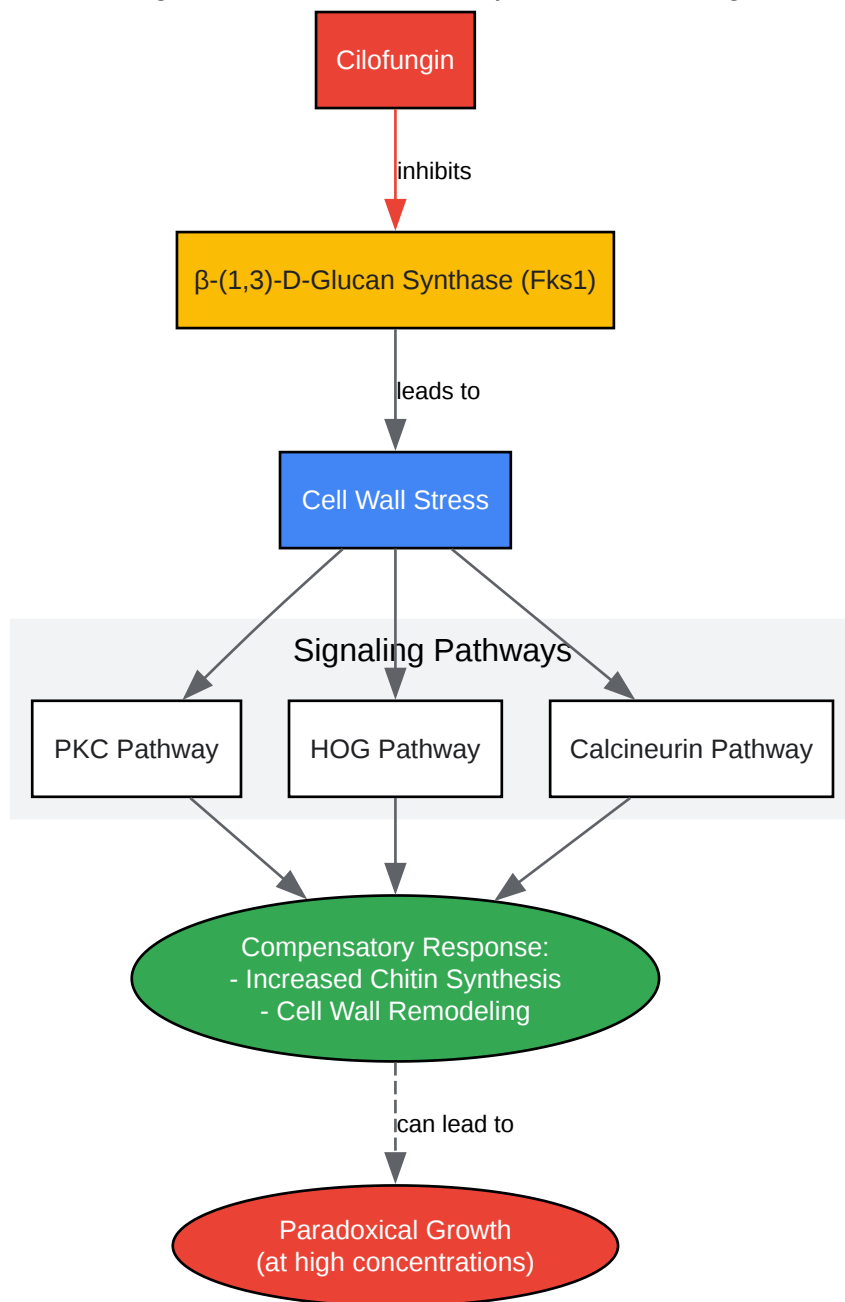 Cilofungin
inhibits
β-(1,3)-D-Glucan Synthase (Fks1)
leads to
Cell Wall Stress
Signaling Pathways
PKC Pathway
HOG Pathway
Calcineurin Pathway
Compensatory Response:
- Increased Chitin Synthesis
- Cell Wall Remodeling
can lead to
Paradoxical Growth
(at high concentrations)